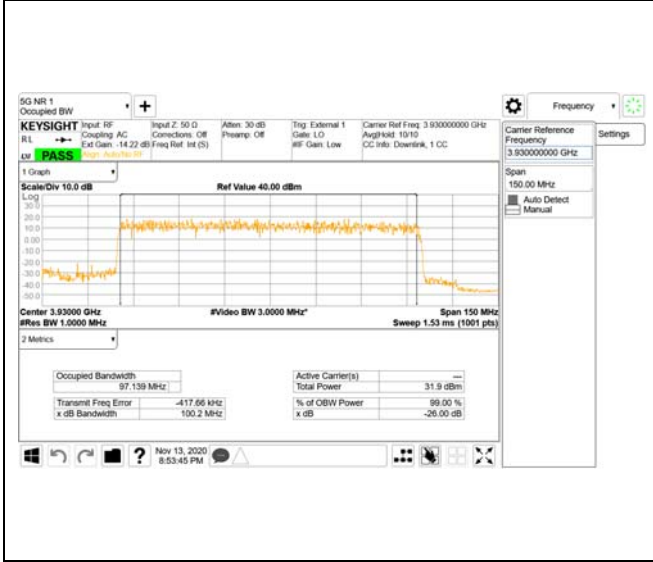 5G NR 1
Occupied BW
Frequency
KEYSIGHT Input: RF Input Z: 50 Ω Atten: 30 dB Trig: External 1 Carrier Ref Freq: 3.930000000 GHz
R L Coupling: AC Corrections: Off Preamp: Off Gate: LO Avg|Hold: 10/10
Ext Gain: -14.22 dB Freq Ref: Int (S) #IF Gain: Low CC Info: Downlink, 1 CC
LXI PASS Align: Auto/No RF
Carrier Reference
Frequency
3.930000000 GHz
Settings
Span
150.00 MHz
Auto Detect
Manual
1 Graph
Scale/Div 10.0 dB Ref Value 40.00 dBm
Log
30.0
20.0
10.0
0.00
-10.0
-20.0
-30.0
-40.0
-50.0
Center 3.93000 GHz #Video BW 3.0000 MHz* Span 150 MHz
#Res BW 1.0000 MHz Sweep 1.53 ms (1001 pts)
2 Metrics
Occupied Bandwidth
97.139 MHz
Active Carrier(s) ---
Total Power 31.9 dBm
Transmit Freq Error -417.66 kHz
x dB Bandwidth 100.2 MHz
% of OBW Power 99.00 %
x dB -26.00 dB
? Nov 13, 2020
8:53:45 PM